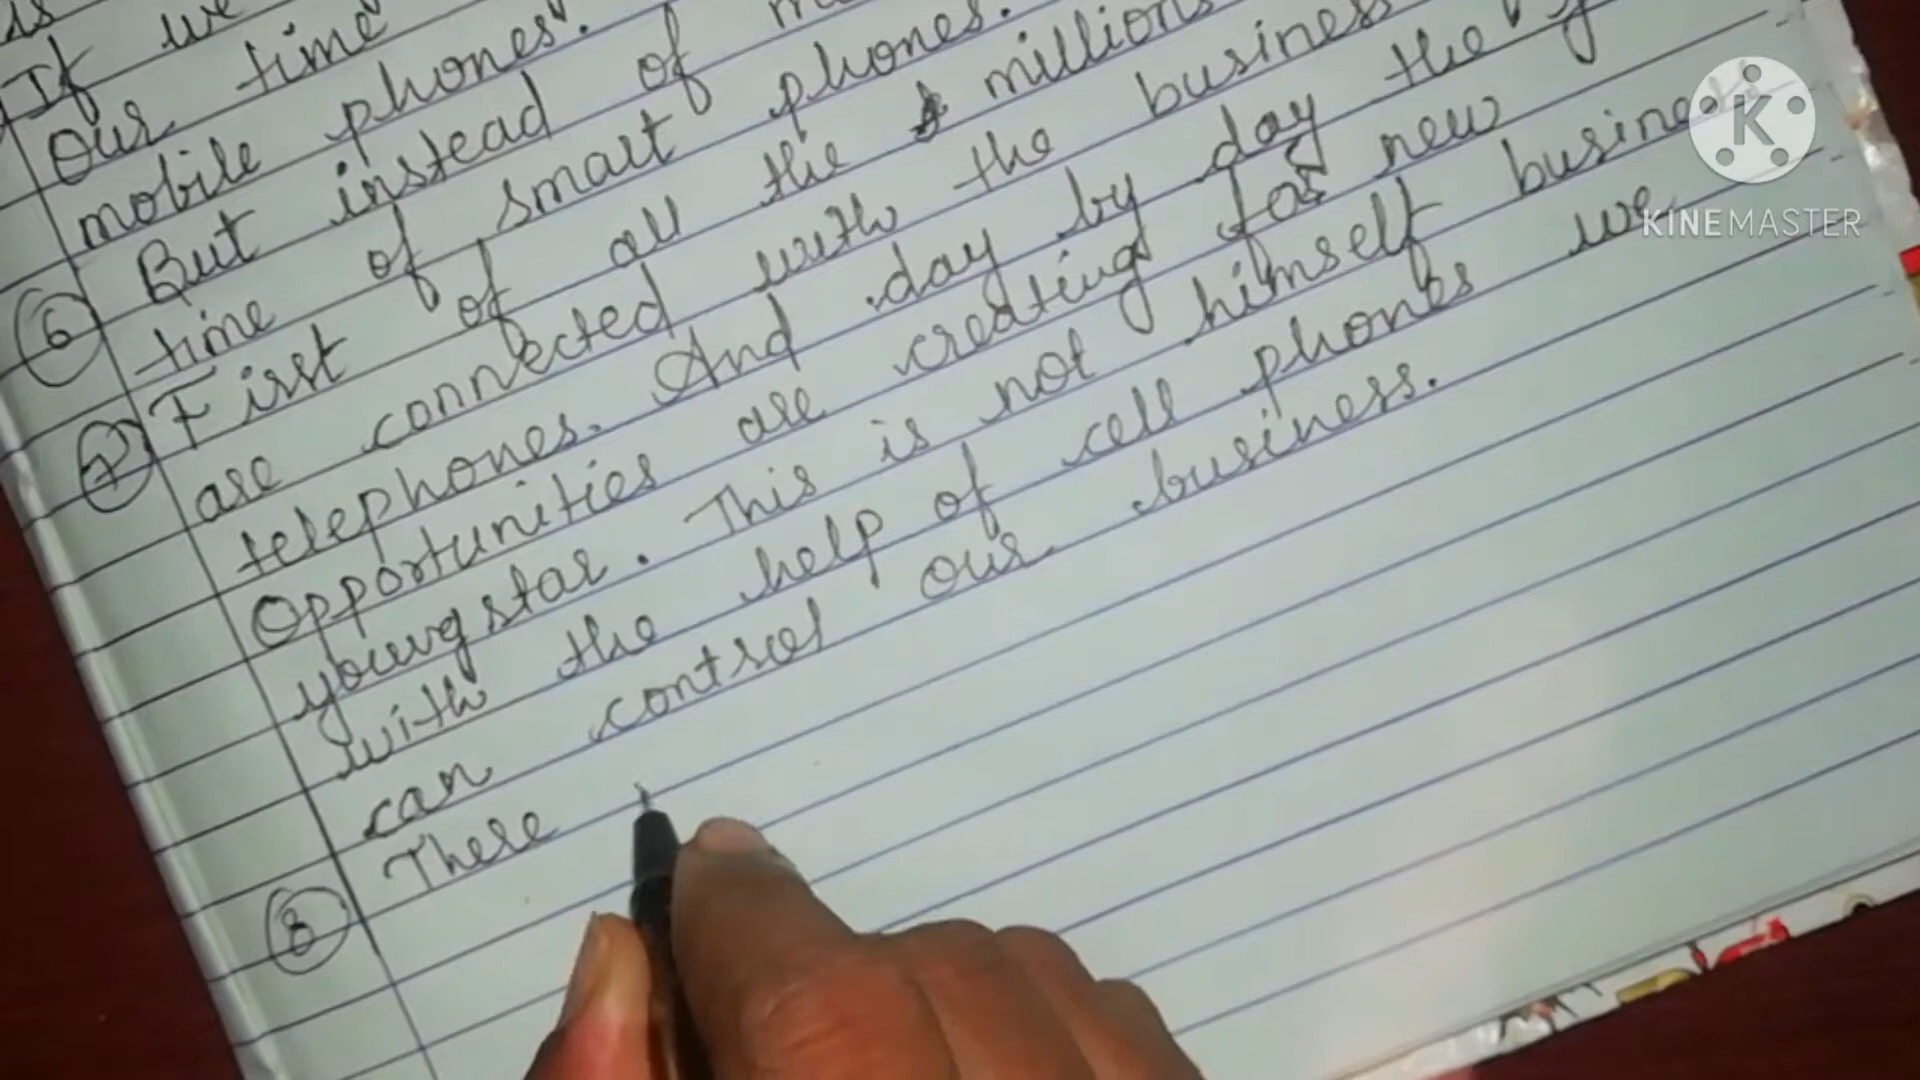 is
If we
Our time
mobile phones".
6 But instead of
time of smart phones.
7 First of all the millions
are connected with the business
telephones. And day by day the
Opportunities are creating for new
youngstar. This is not himself business
with the help of cell phones we
can control our business.
8 There
K
KINEMASTER